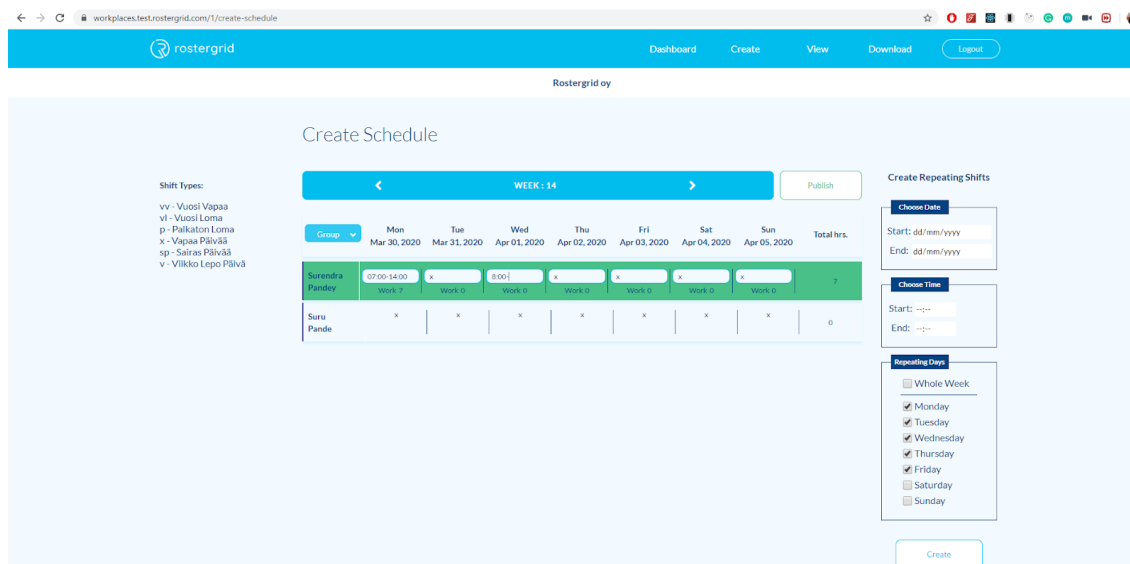 workplaces.test.rostergrid.com/1/create-schedule
rostergrid
Dashboard Create View Download Logout
Rostergrid oy
Create Schedule
Shift Types:
vv - Vuosi Vapaa
vl - Vuosi Loma
p - Palkaton Loma
x - Vapaa Päivää
sp - Sairas Päivää
v - Viikko Lepo Päivä
WEEK : 14
Publish
Group Mon Tue Wed Thu Fri Sat Sun Total hrs.
Mar 30, 2020 Mar 31, 2020 Apr 01, 2020 Apr 02, 2020 Apr 03, 2020 Apr 04, 2020 Apr 05, 2020
Surendra 07:00-14:00 x 8:00- x x x x 7
Pandey Work 7 Work 0 Work 0 Work 0 Work 0 Work 0 Work 0
Suru x x x x x x x 0
Pande
Create Repeating Shifts
Choose Date
Start: dd/mm/yyyy
End: dd/mm/yyyy
Choose Time
Start: --:--
End: --:--
Repeating Days
Whole Week
Monday
Tuesday
Wednesday
Thursday
Friday
Saturday
Sunday
Create